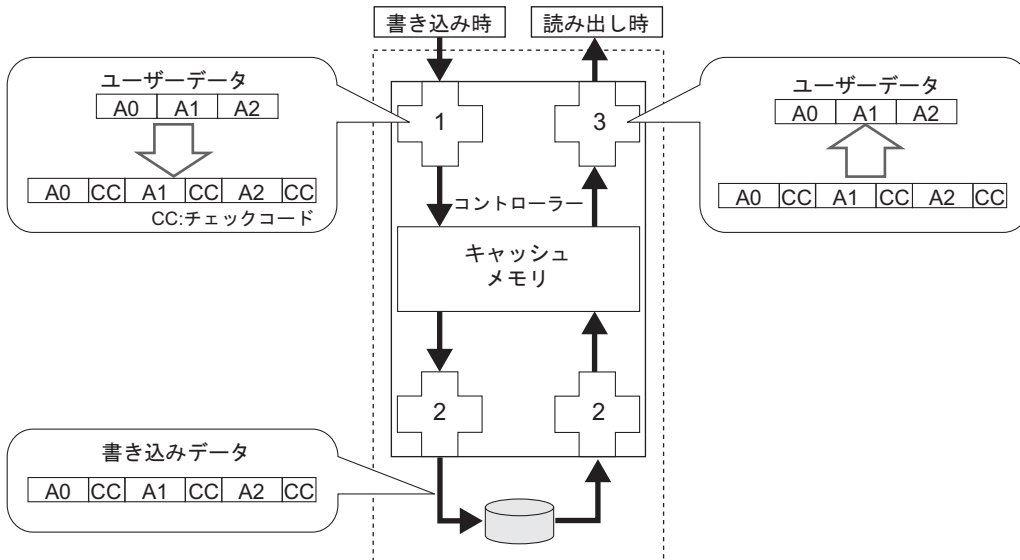 書き込み時
読み出し時
ユーザーデータ
A0 A1 A2
A0 CC A1 CC A2 CC
CC:チェックコード
1
3
ユーザーデータ
A0 A1 A2
A0 CC A1 CC A2 CC
コントローラー
キャッシュ
メモリ
2
2
書き込みデータ
A0 CC A1 CC A2 CC